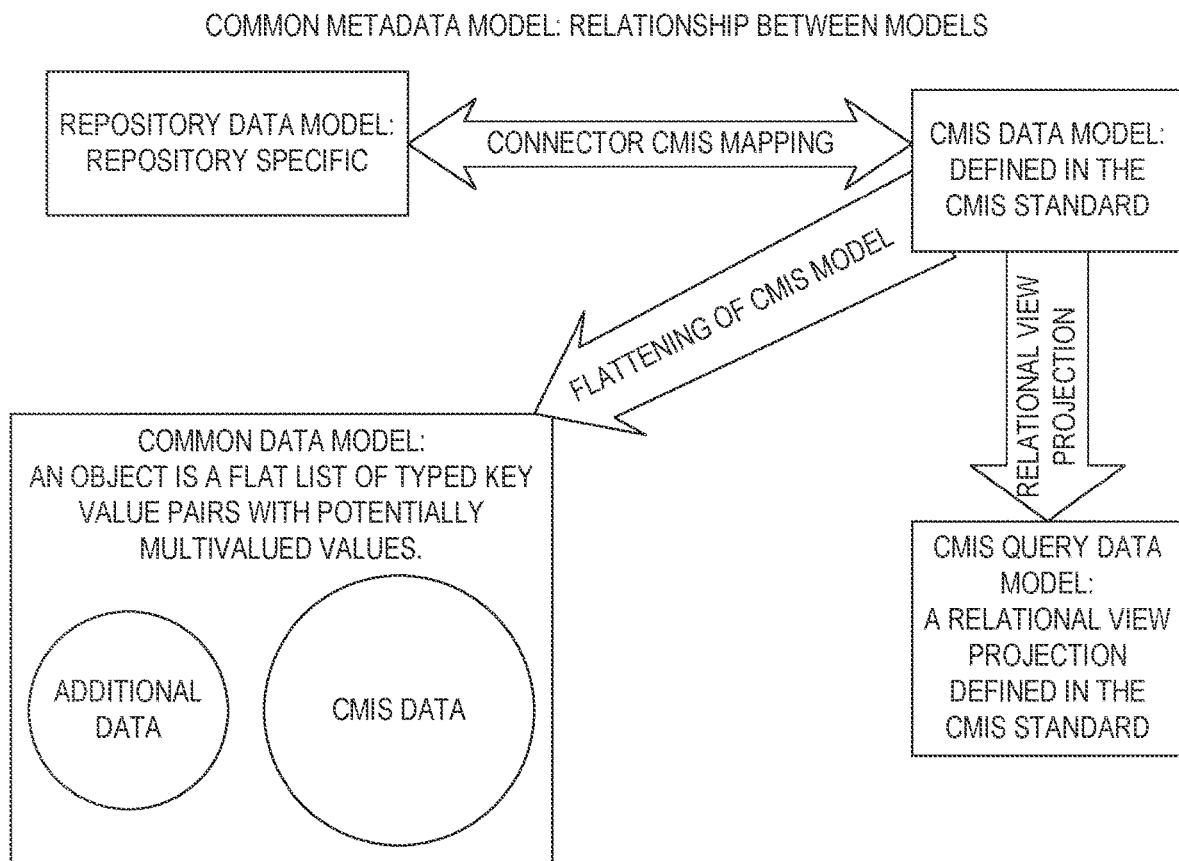 COMMON METADATA MODEL: RELATIONSHIP BETWEEN MODELS
REPOSITORY DATA MODEL:
REPOSITORY SPECIFIC
CONNECTOR CMIS MAPPING
CMIS DATA MODEL:
DEFINED IN THE
CMIS STANDARD
FLATTENING OF CMIS MODEL
RELATIONAL VIEW
PROJECTION
COMMON DATA MODEL:
AN OBJECT IS A FLAT LIST OF TYPED KEY
VALUE PAIRS WITH POTENTIALLY
MULTIVALUED VALUES.
ADDITIONAL
DATA
CMIS DATA
CMIS QUERY DATA
MODEL:
A RELATIONAL VIEW
PROJECTION
DEFINED IN THE
CMIS STANDARD